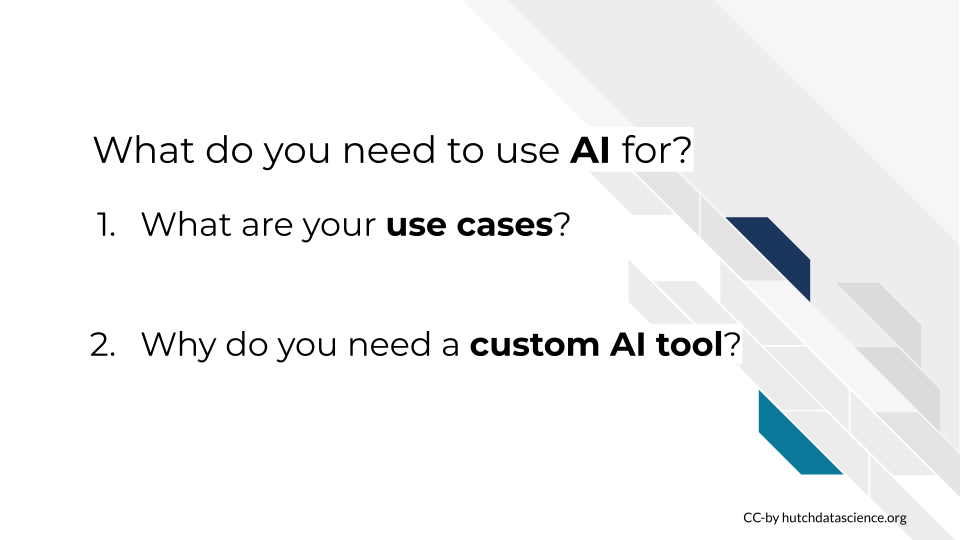 What do you need to use AI for?
1. What are your use cases?
2. Why do you need a custom AI tool?
CC-by hutchdatascience.org